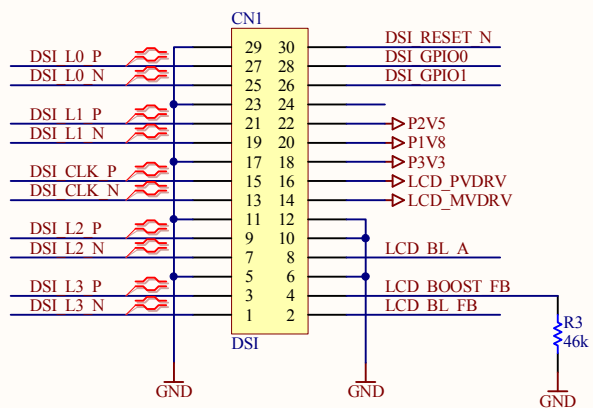 CN1
29 30 DSI_RESET_N
DSI_L0_P 27 28 DSI_GPIO0
DSI_L0_N 25 26 DSI_GPIO1
23 24
DSI_L1_P 21 22 P2V5
DSI_L1_N 19 20 P1V8
17 18 P3V3
DSI_CLK_P 15 16 LCD_PVDRV
DSI_CLK_N 13 14 LCD_MVDRV
11 12
DSI_L2_P 9 10
DSI_L2_N 7 8 LCD_BL_A
5 6
DSI_L3_P 3 4 LCD_BOOST_FB
DSI_L3_N 1 2 LCD_BL_FB
R3
46k
DSI
GND GND GND